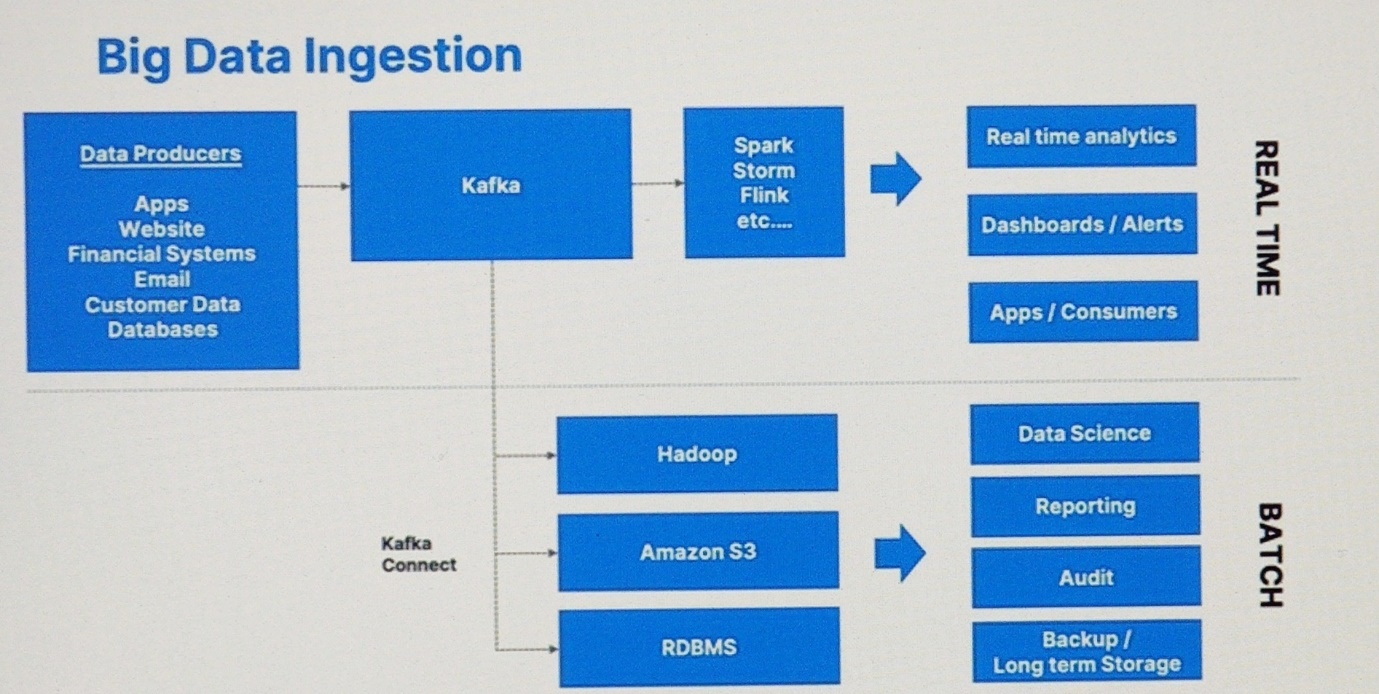 Big Data Ingestion
Data Producers
Apps
Website
Financial Systems
Email
Customer Data
Databases
Kafka
Spark
Storm
Flink
etc....
Real time analytics
Dashboards / Alerts
Apps / Consumers
REAL TIME
Kafka
Connect
Hadoop
Amazon S3
RDBMS
Data Science
Reporting
Audit
Backup /
Long term Storage
BATCH